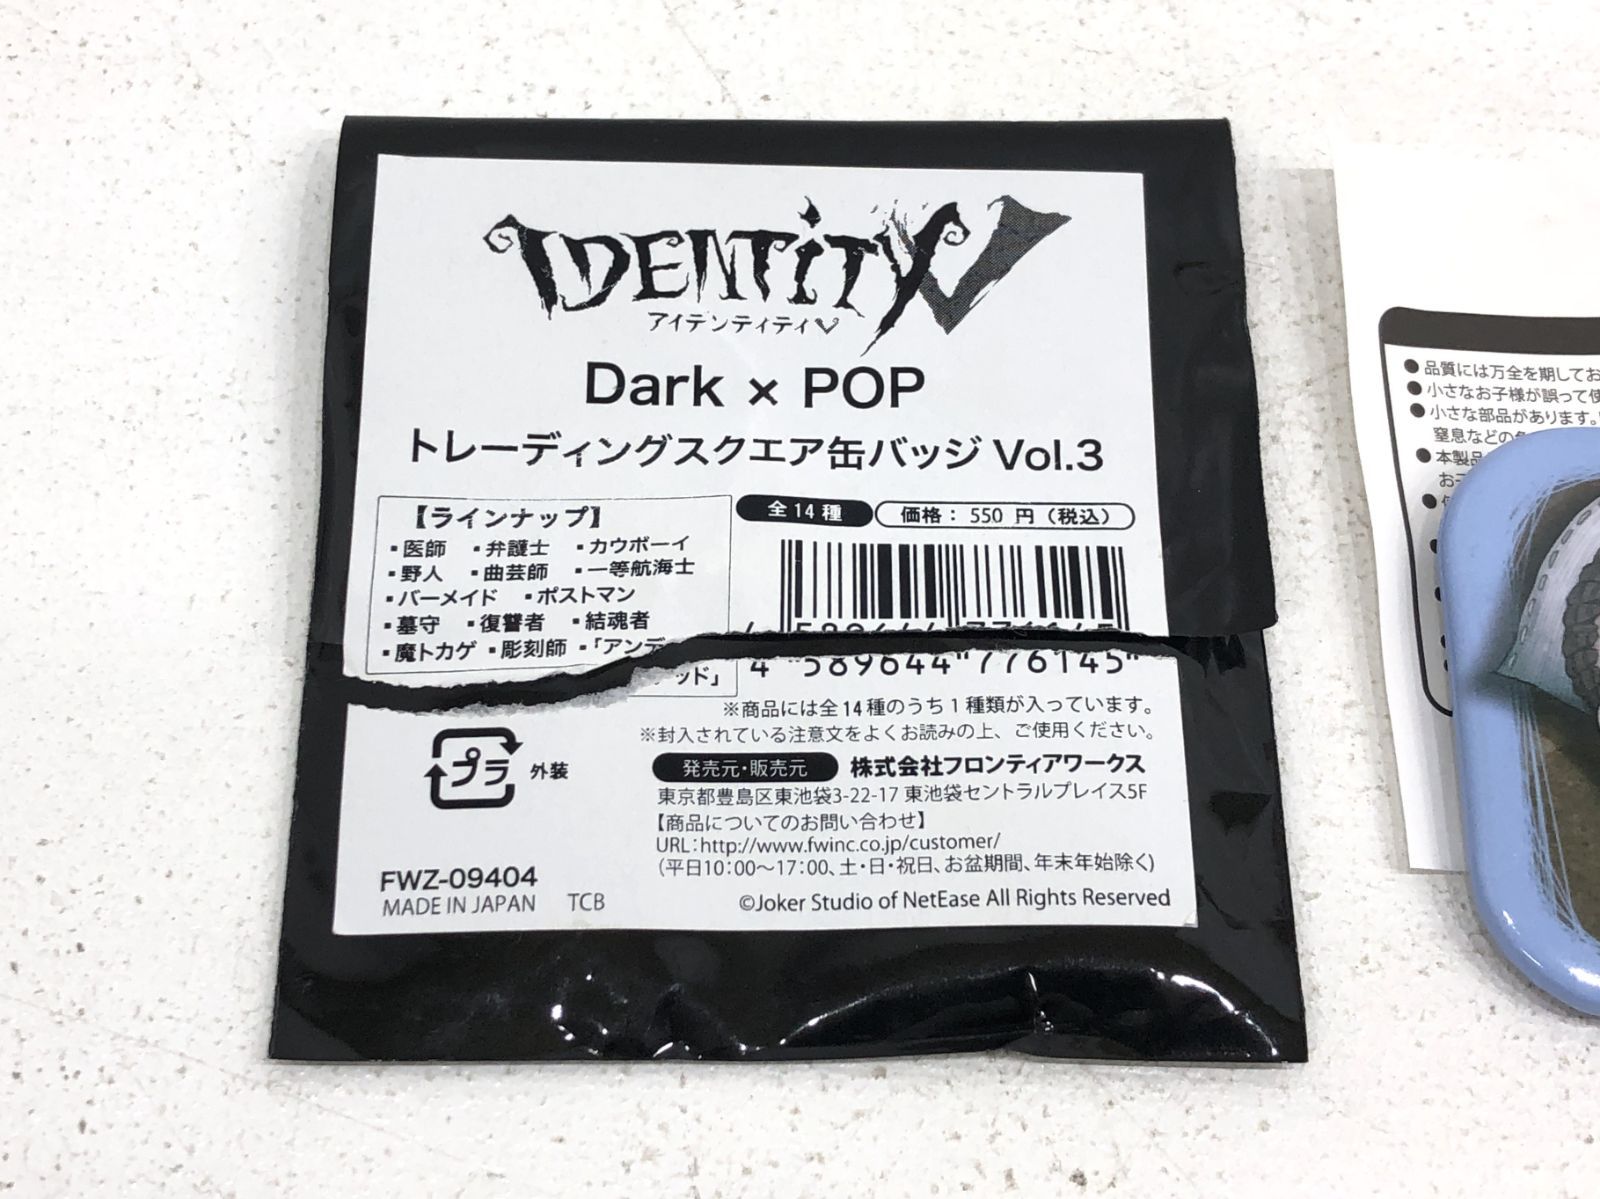 IDENTITY V
アイデンティティV
Dark × POP
トレーディングスクエア缶バッジ Vol.3
【ラインナップ】
・医師 ・弁護士 ・カウボーイ
・野人 ・曲芸師 ・一等航海士
・バーメイド ・ポストマン
・墓守 ・復讐者 ・結魂者
・魔トカゲ ・彫刻師 ・「アンデ
ッド」
全14種
価格：550 円（税込）
4 589644 776145
※商品には全14種のうち1種類が入っています。
※封入されている注意文をよくお読みの上、ご使用ください。
プラ 外装
発売元・販売元 株式会社フロンティアワークス
東京都豊島区東池袋3-22-17 東池袋セントラルプレイス5F
【商品についてのお問い合わせ】
URL：http://www.fwinc.co.jp/customer/
（平日10：00〜17：00、土・日・祝日、お盆期間、年末年始除く）
FWZ-09404
MADE IN JAPAN TCB
©Joker Studio of NetEase All Rights Reserved
●品質には万全を期してお
●小さなお子様が誤って使
●小さな部品があります。
窒息などの
●本製品